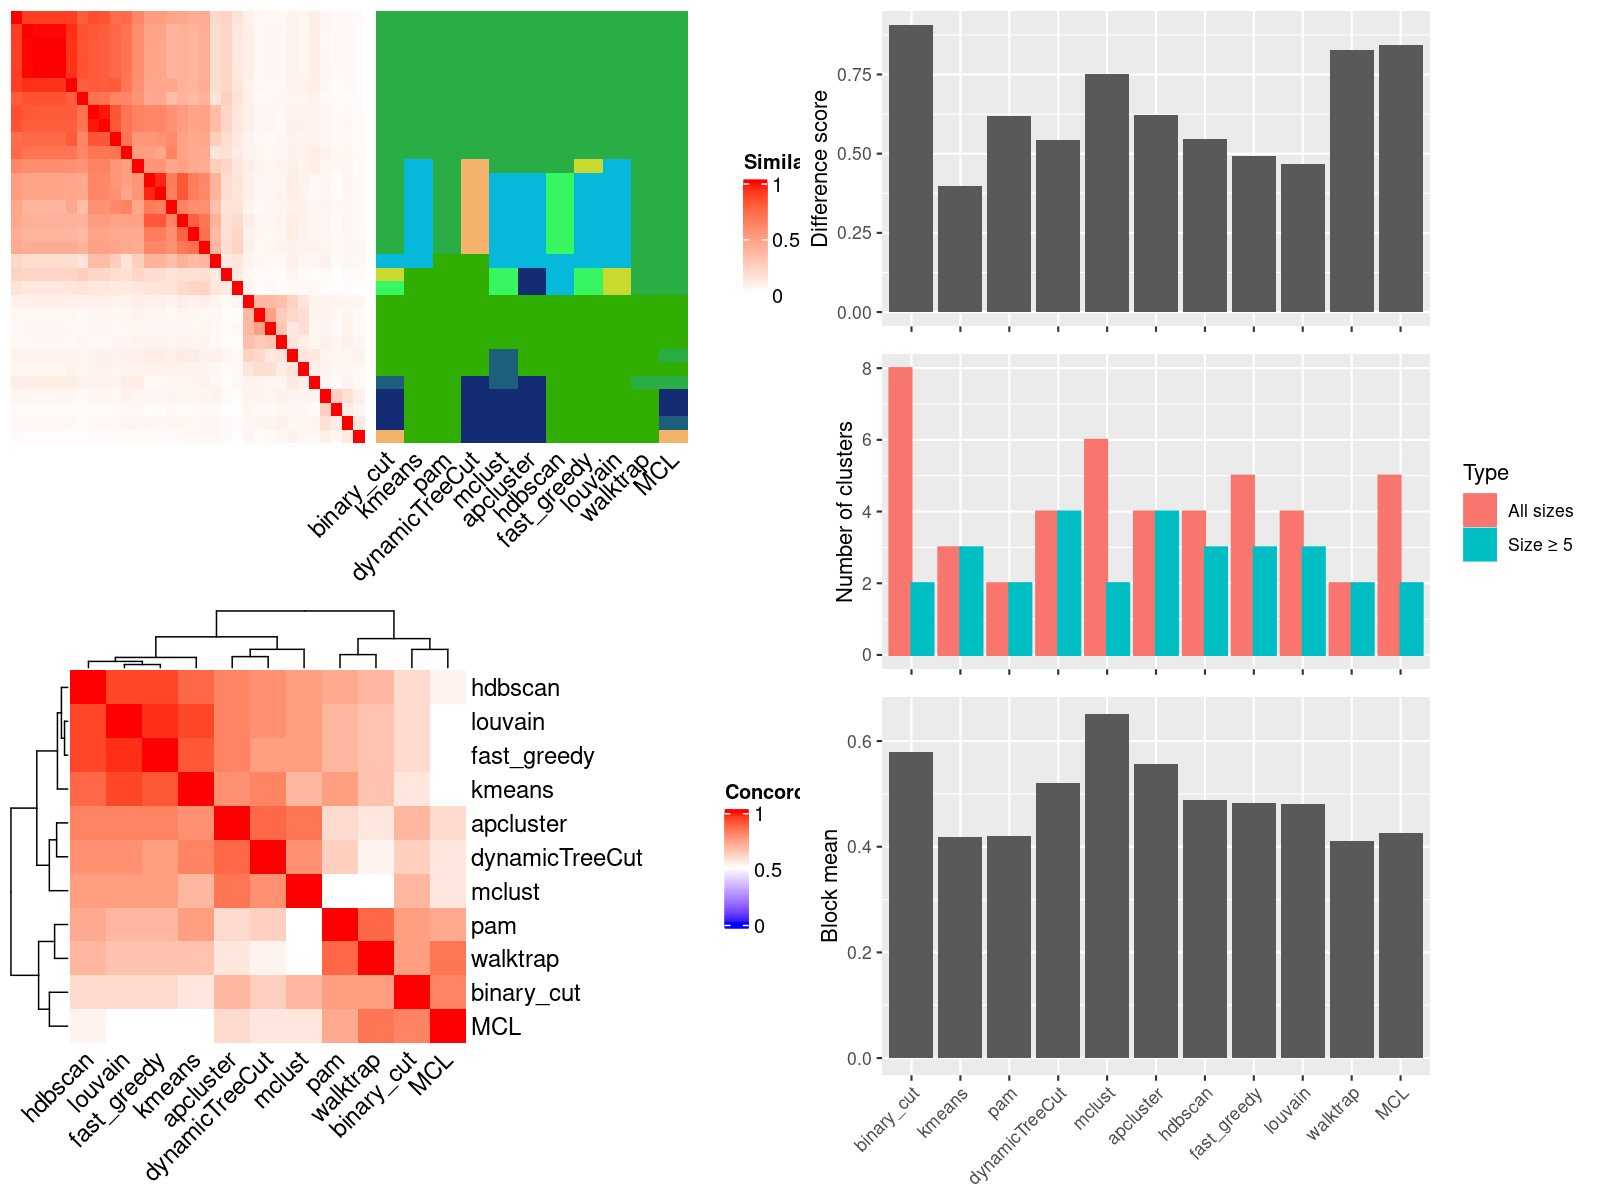 Simila
1
0.5
0
binary_cut
kmeans
pam
dynamicTreeCut
mclust
apcluster
hdbscan
fast_greedy
louvain
walktrap
MCL
hdbscan
louvain
fast_greedy
kmeans
apcluster
dynamicTreeCut
mclust
pam
walktrap
binary_cut
MCL
hdbscan
louvain
fast_greedy
kmeans
apcluster
dynamicTreeCut
mclust
pam
walktrap
binary_cut
MCL
Concord
1
0.5
0
Difference score
0.75
0.50
0.25
0.00
Number of clusters
8
6
4
2
0
Type
All sizes
Size ≥ 5
Block mean
0.6
0.4
0.2
0.0
binary_cut
kmeans
pam
dynamicTreeCut
mclust
apcluster
hdbscan
fast_greedy
louvain
walktrap
MCL